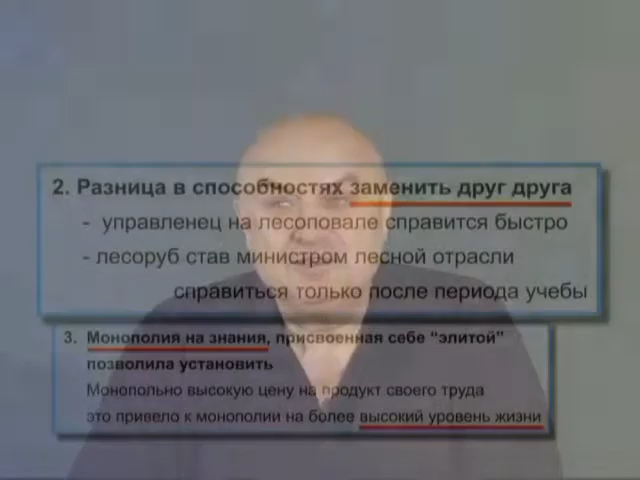 2. Разница в способностях заменить друг друга
- управленец на лесоповале справится быстро
- лесоруб став министром лесной отрасли
справиться только после периода учебы
3. Монополия на знания, присвоенная себе "элитой"
позволила установить
Монопольно высокую цену на продукт своего труда
это привело к монополии на более высокий уровень жизни